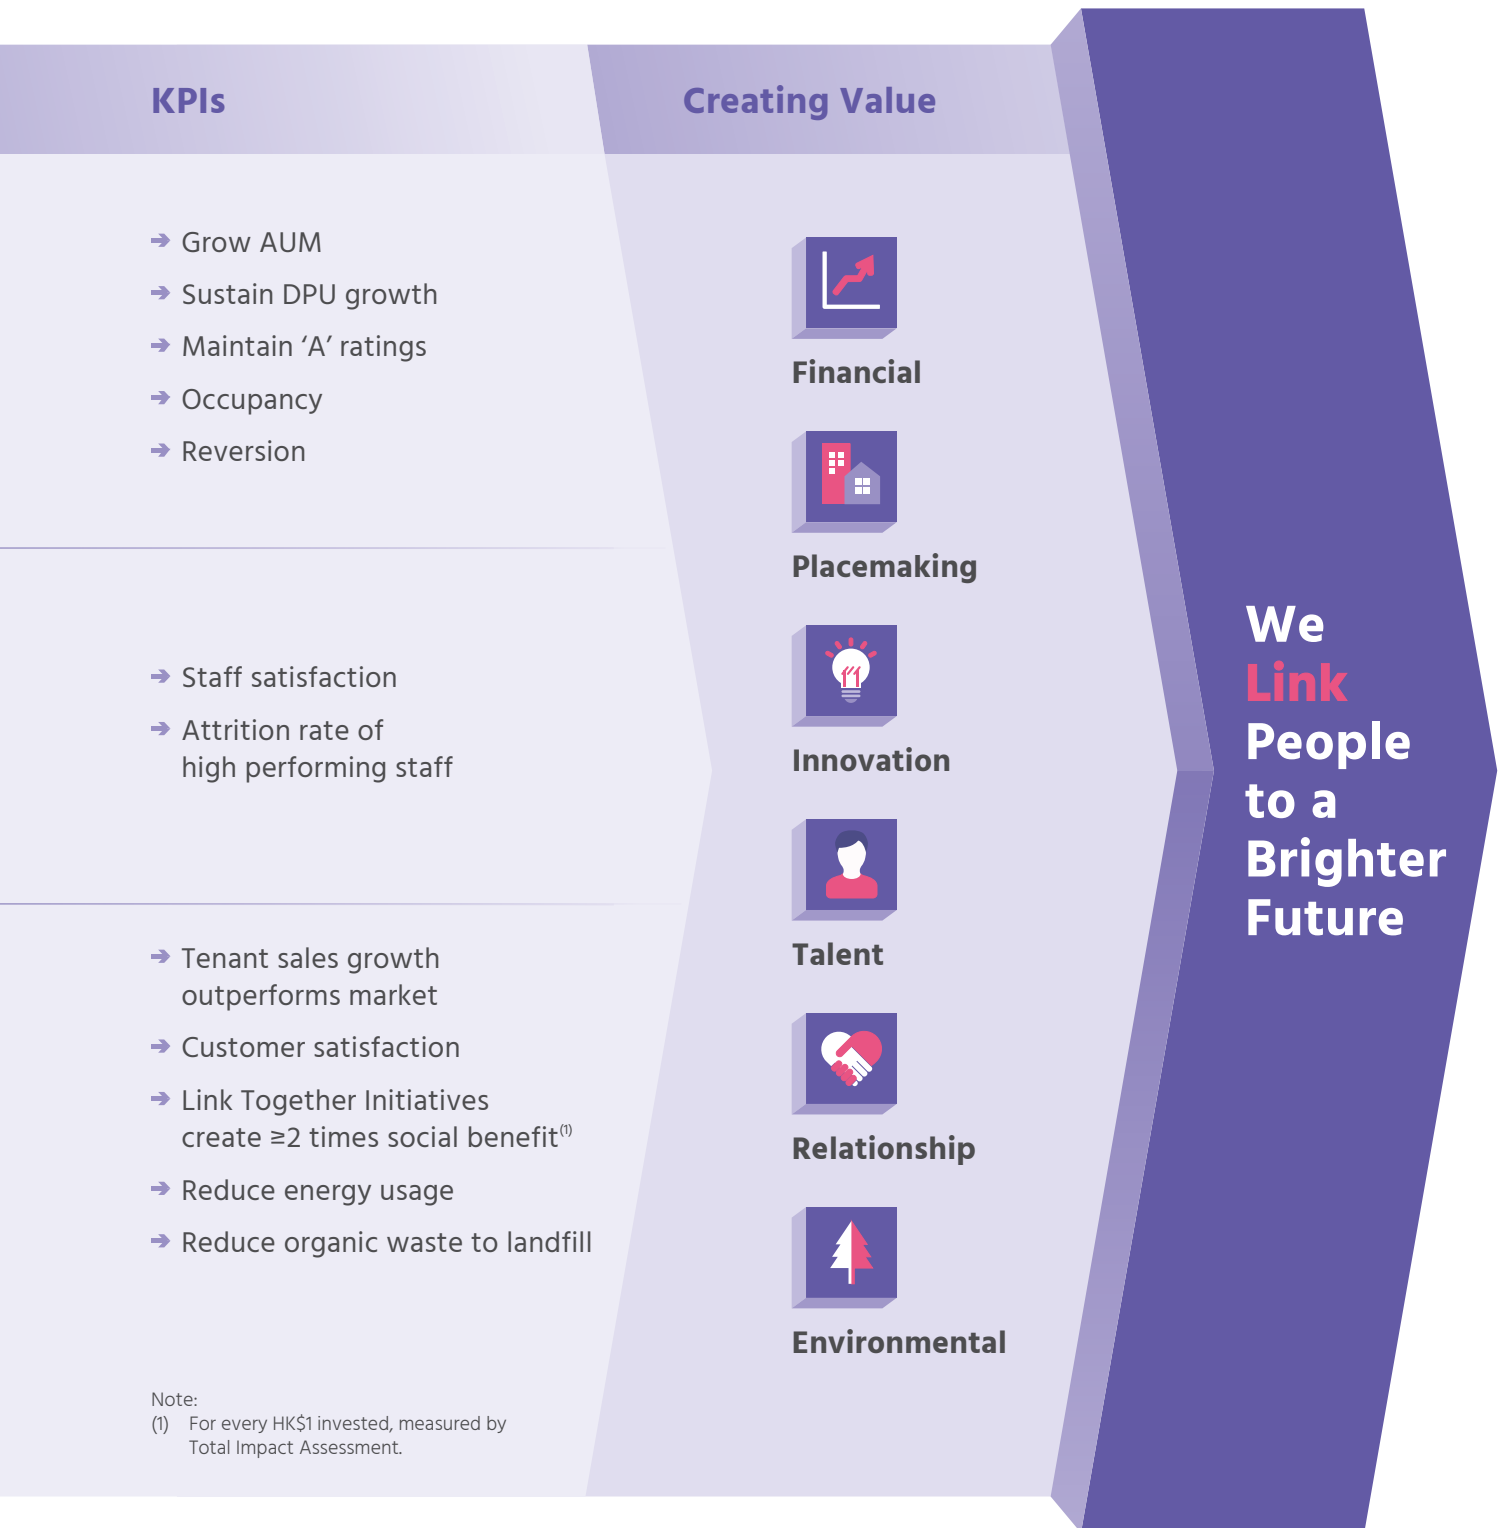 KPIs
Grow AUM
Sustain DPU growth
Maintain ‘A’ ratings
Occupancy
Reversion
Staff satisfaction
Attrition rate of
high performing staff
Tenant sales growth
outperforms market
Customer satisfaction
Link Together Initiatives
create ≥2 times social benefit(1)
Reduce energy usage
Reduce organic waste to landfill
Note:
(1) For every HK$1 invested, measured by
Total Impact Assessment.
Creating Value
Financial
Placemaking
Innovation
Talent
Relationship
Environmental
We
Link
People
to a
Brighter
Future